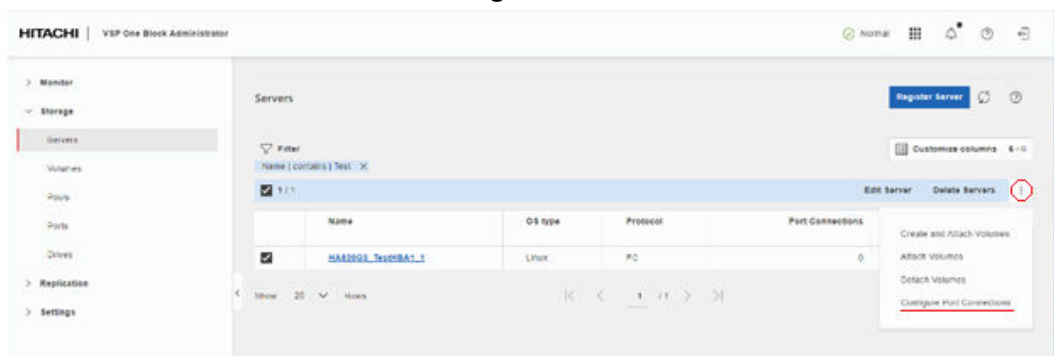 HITACHI | VSP One Block Administrator
Normal
> Monitor
Storage
Servers
Volumes
Pools
Ports
Drives
> Replication
> Settings
Servers
Register Server
Filter
Customize columns 6 / 6
Name | contains | Test ×
1 / 1
Edit Server Delete Servers
Name OS type Protocol Port Connections
HA820G3_TestHBA1_1 Linux FC 0
Create and Attach Volumes
Attach Volumes
Detach Volumes
Configure Port Connections
Show 25 Rows
1 / 1